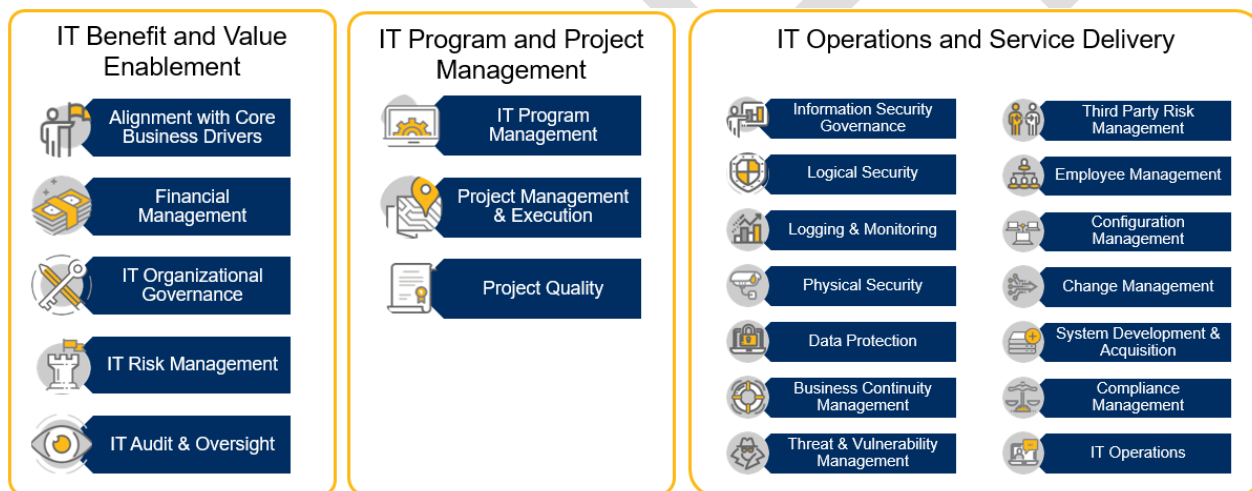 IT Benefit and Value
Enablement
Alignment with Core
Business Drivers
Financial
Management
IT Organizational
Governance
IT Risk Management
IT Audit & Oversight
IT Program and Project
Management
IT Program
Management
Project Management
& Execution
Project Quality
IT Operations and Service Delivery
Information Security
Governance
Logical Security
Logging & Monitoring
Physical Security
Data Protection
Business Continuity
Management
Threat & Vulnerability
Management
Third Party Risk
Management
Employee Management
Configuration
Management
Change Management
System Development &
Acquisition
Compliance
Management
IT Operations